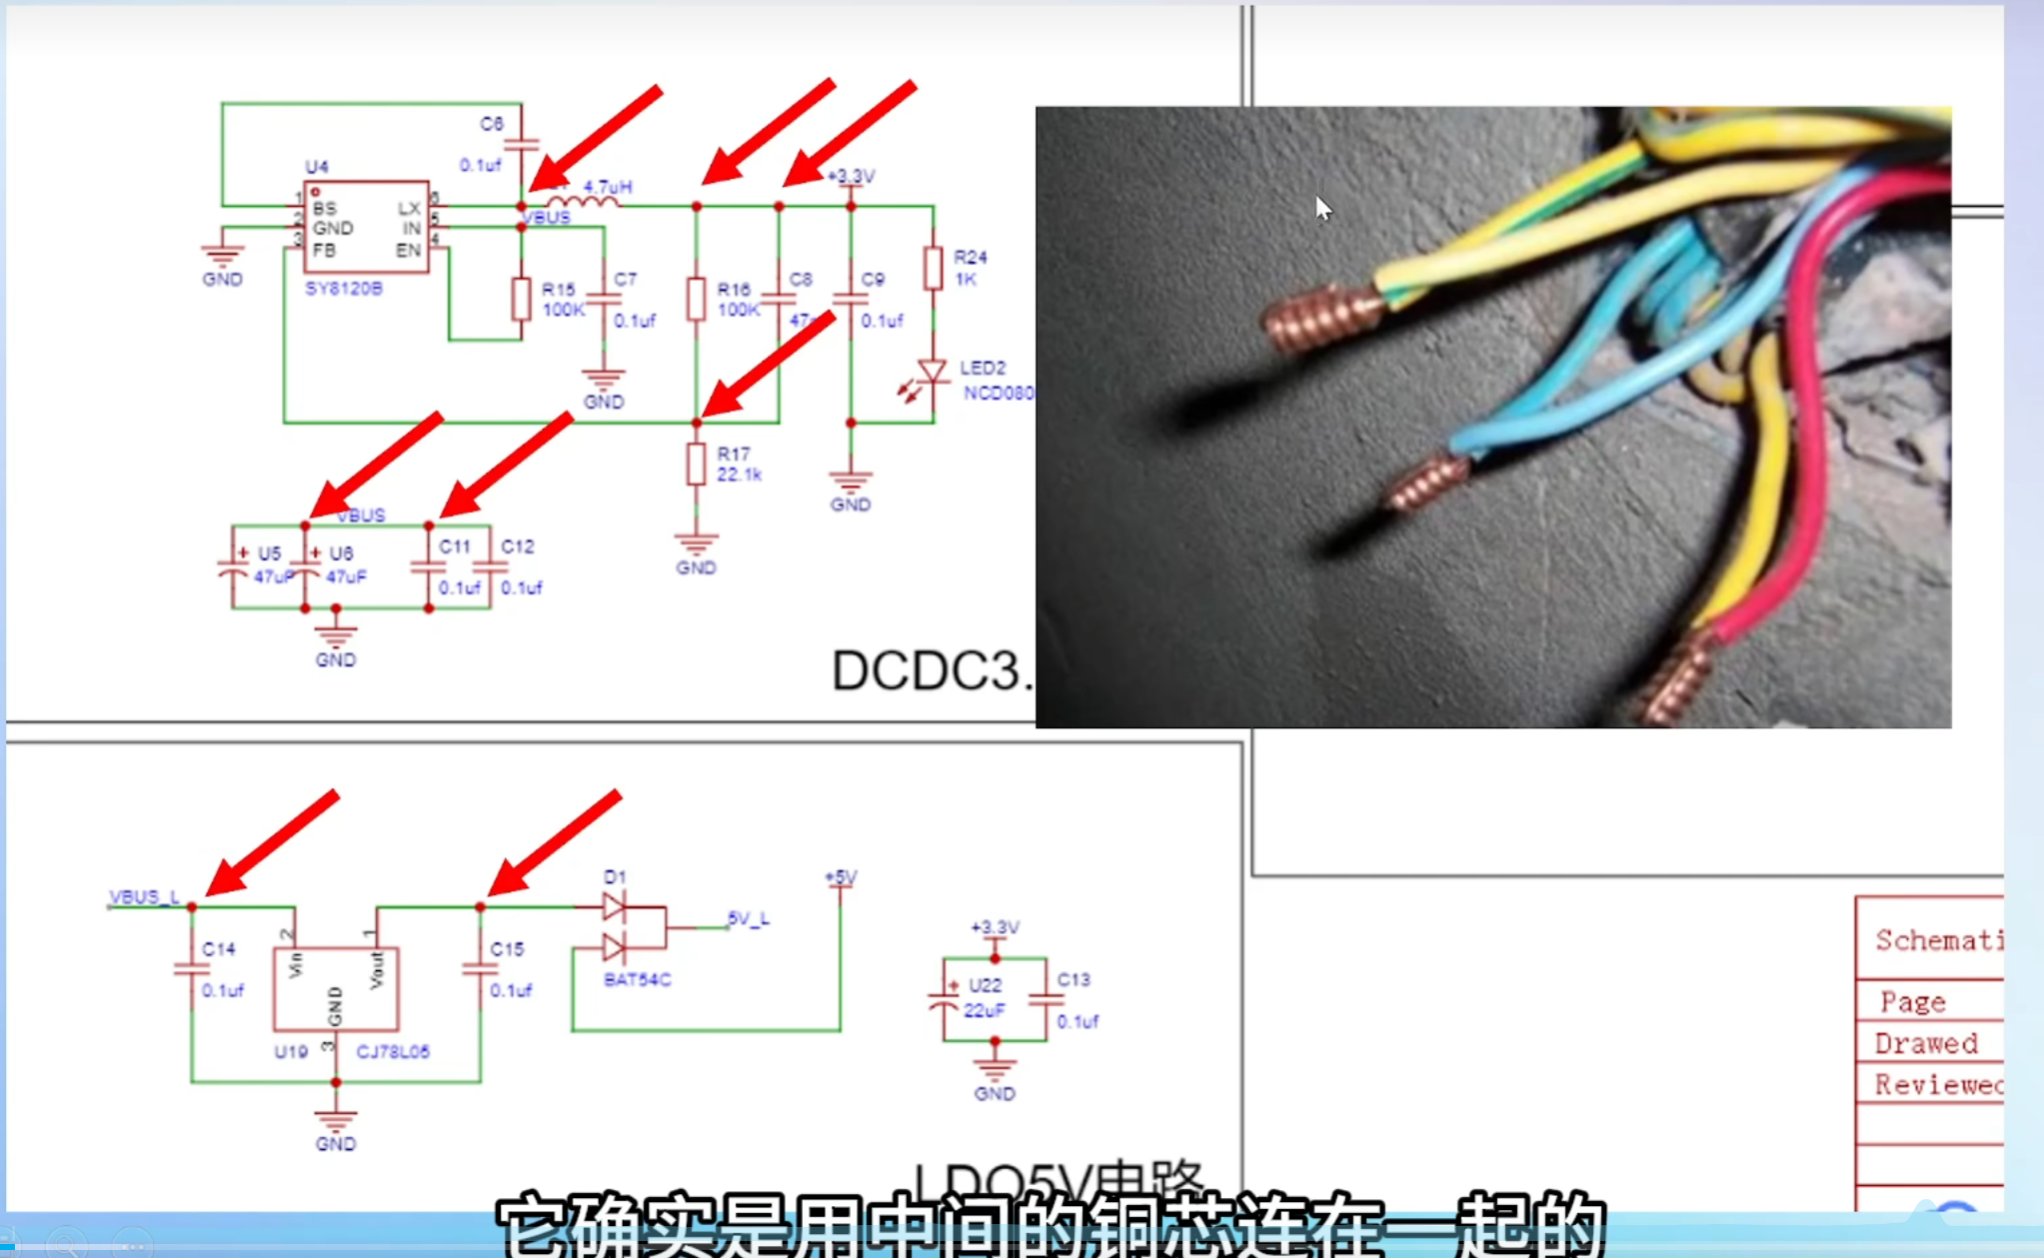 C6
0.1uf
U4
4.7uH
+3.3V
1
BS
LX
6
VBUS
2
GND
IN
5
3
FB
EN
4
GND
SY8120B
R15
100K
C7
0.1uf
R16
100K
C8
C9
0.1uf
R24
1K
LED2
NCD080
GND
R17
22.1k
GND
GND
VBUS
U5
47uF
U6
47uF
C11
0.1uf
C12
0.1uf
GND
DCDC3.
VBUS_L
C14
0.1uf
2
Vin
1
Vout
GND
3
U19
CJ78L05
C15
0.1uf
D1
BAT54C
5V_L
+5V
GND
+3.3V
U22
22uF
C13
0.1uf
GND
Schemati
Page
Drawed
Reviewed
LDO5V电路
它确实是用中间的铜芯连在一起的